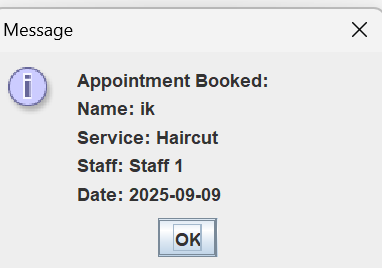 Message
Appointment Booked:
Name: ik
Service: Haircut
Staff: Staff 1
Date: 2025-09-09
OK